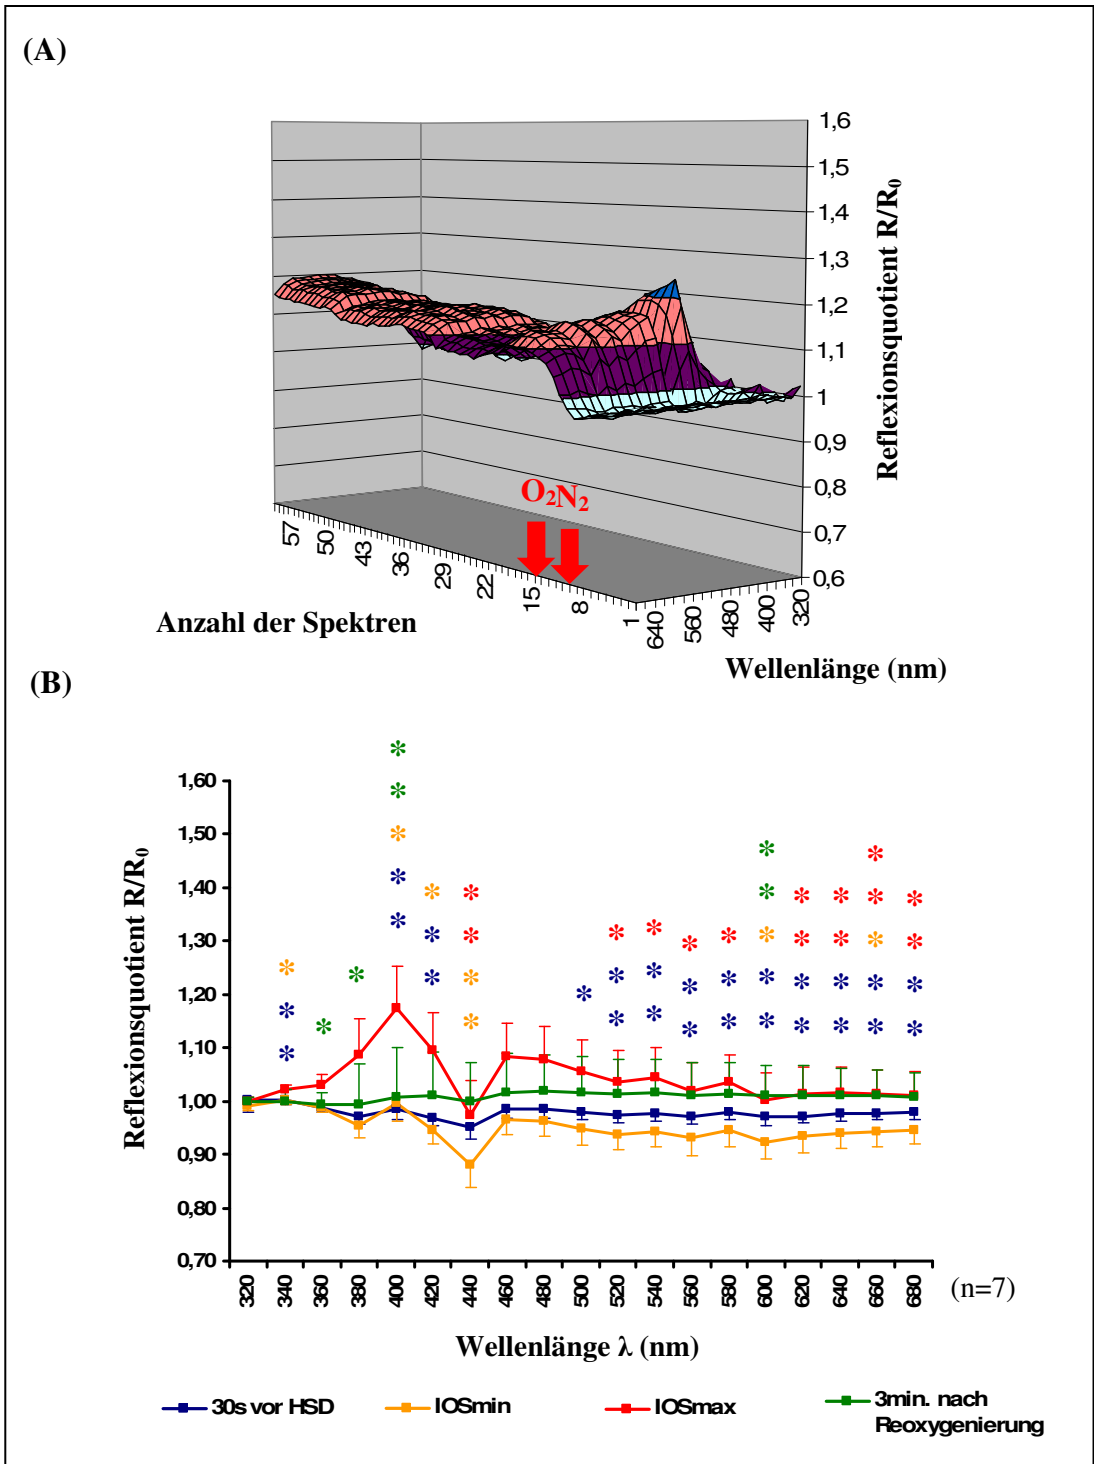 (A)
1,6
1,5
1,4
1,3
1,2
1,1
1
0,9
0,8
0,7
0,6
Reflexionsquotient R/R₀
O₂N₂
57 50 43 36 29 22 15 8 1
640 560 480 400 320
Anzahl der Spektren
Wellenlänge (nm)
(B)
1,60
1,50
1,40
1,30
1,20
1,10
1,00
0,90
0,80
0,70
Reflexionsquotient R/R₀
320 340 360 380 400 420 440 460 480 500 520 540 560 580 600 620 640 660 680
(n=7)
Wellenlänge λ (nm)
30s vor HSD IOSmin IOSmax 3min. nach
Reoxygenierung